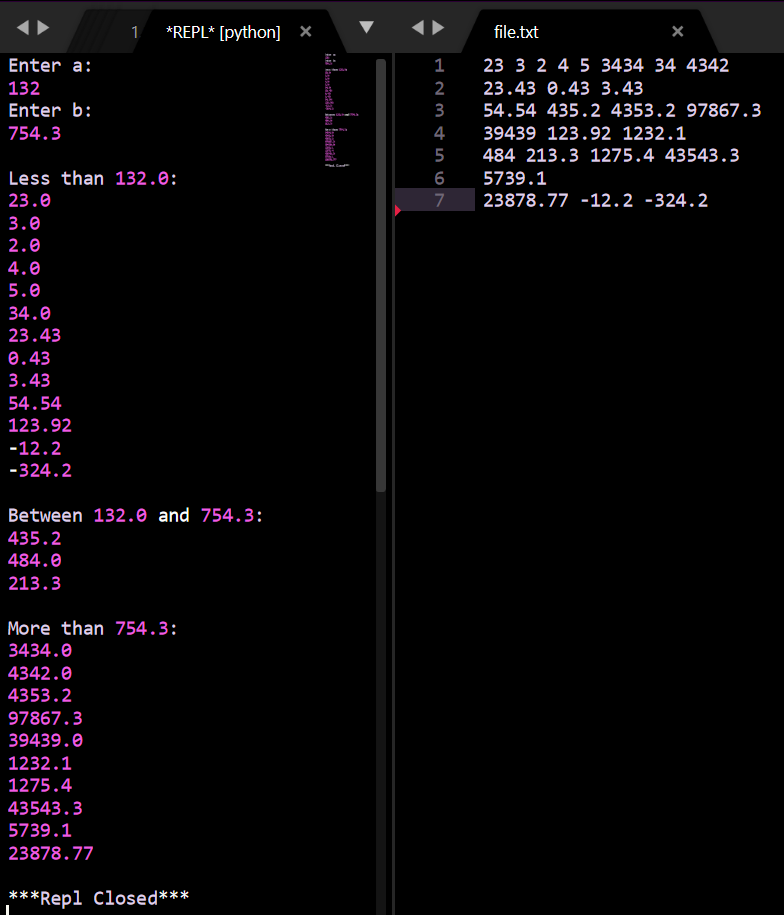 1
*REPL* [python]
Enter a:
132
Enter b:
754.3
Less than 132.0:
23.0
3.0
2.0
4.0
5.0
34.0
23.43
0.43
3.43
54.54
123.92
-12.2
-324.2
Between 132.0 and 754.3:
435.2
484.0
213.3
More than 754.3:
3434.0
4342.0
4353.2
97867.3
39439.0
1232.1
1275.4
43543.3
5739.1
23878.77
***Repl Closed***
file.txt
1 23 3 2 4 5 3434 34 4342
2 23.43 0.43 3.43
3 54.54 435.2 4353.2 97867.3
4 39439 123.92 1232.1
5 484 213.3 1275.4 43543.3
6 5739.1
7 23878.77 -12.2 -324.2